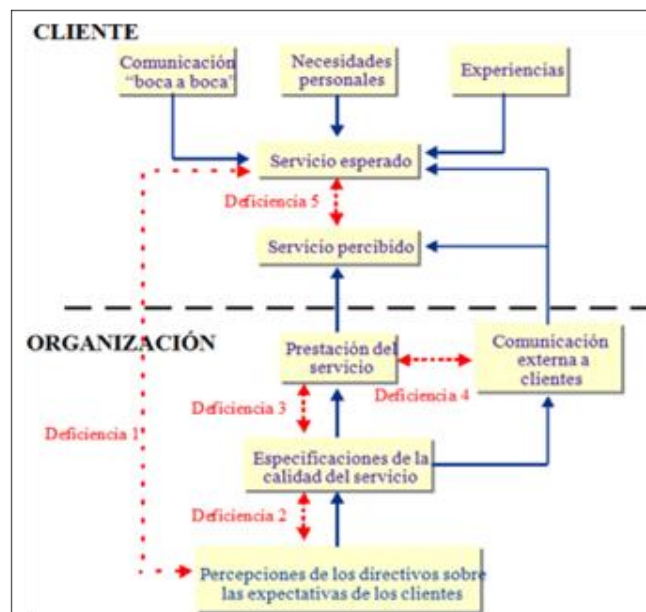 CLIENTE
Comunicación
“boca a boca”
Necesidades
personales
Experiencias
Servicio esperado
Deficiencia 5
Servicio percibido
ORGANIZACIÓN
Prestación del
servicio
Comunicación
externa a
clientes
Deficiencia 4
Deficiencia 3
Deficiencia 1
Especificaciones de la
calidad del servicio
Deficiencia 2
Percepciones de los directivos sobre
las expectativas de los clientes